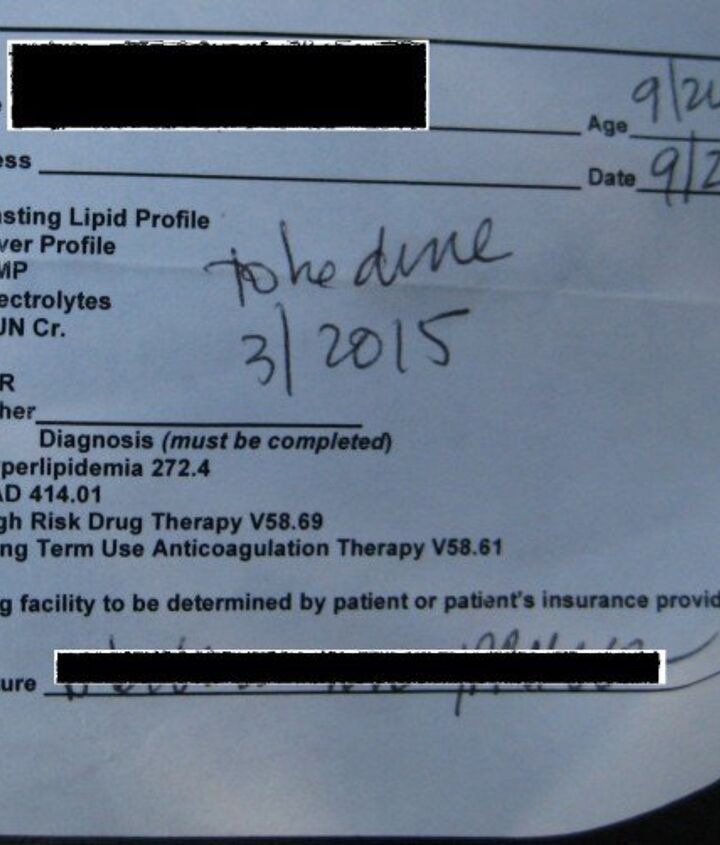 Age 9/2
ess Date 9/2
sting Lipid Profile
ver Profile
MP
ectrolytes
UN Cr.
to be done
3/2015
R
her
Diagnosis (must be completed)
perlipidemia 272.4
AD 414.01
gh Risk Drug Therapy V58.69
ng Term Use Anticoagulation Therapy V58.61
g facility to be determined by patient or patient's insurance provid
ure